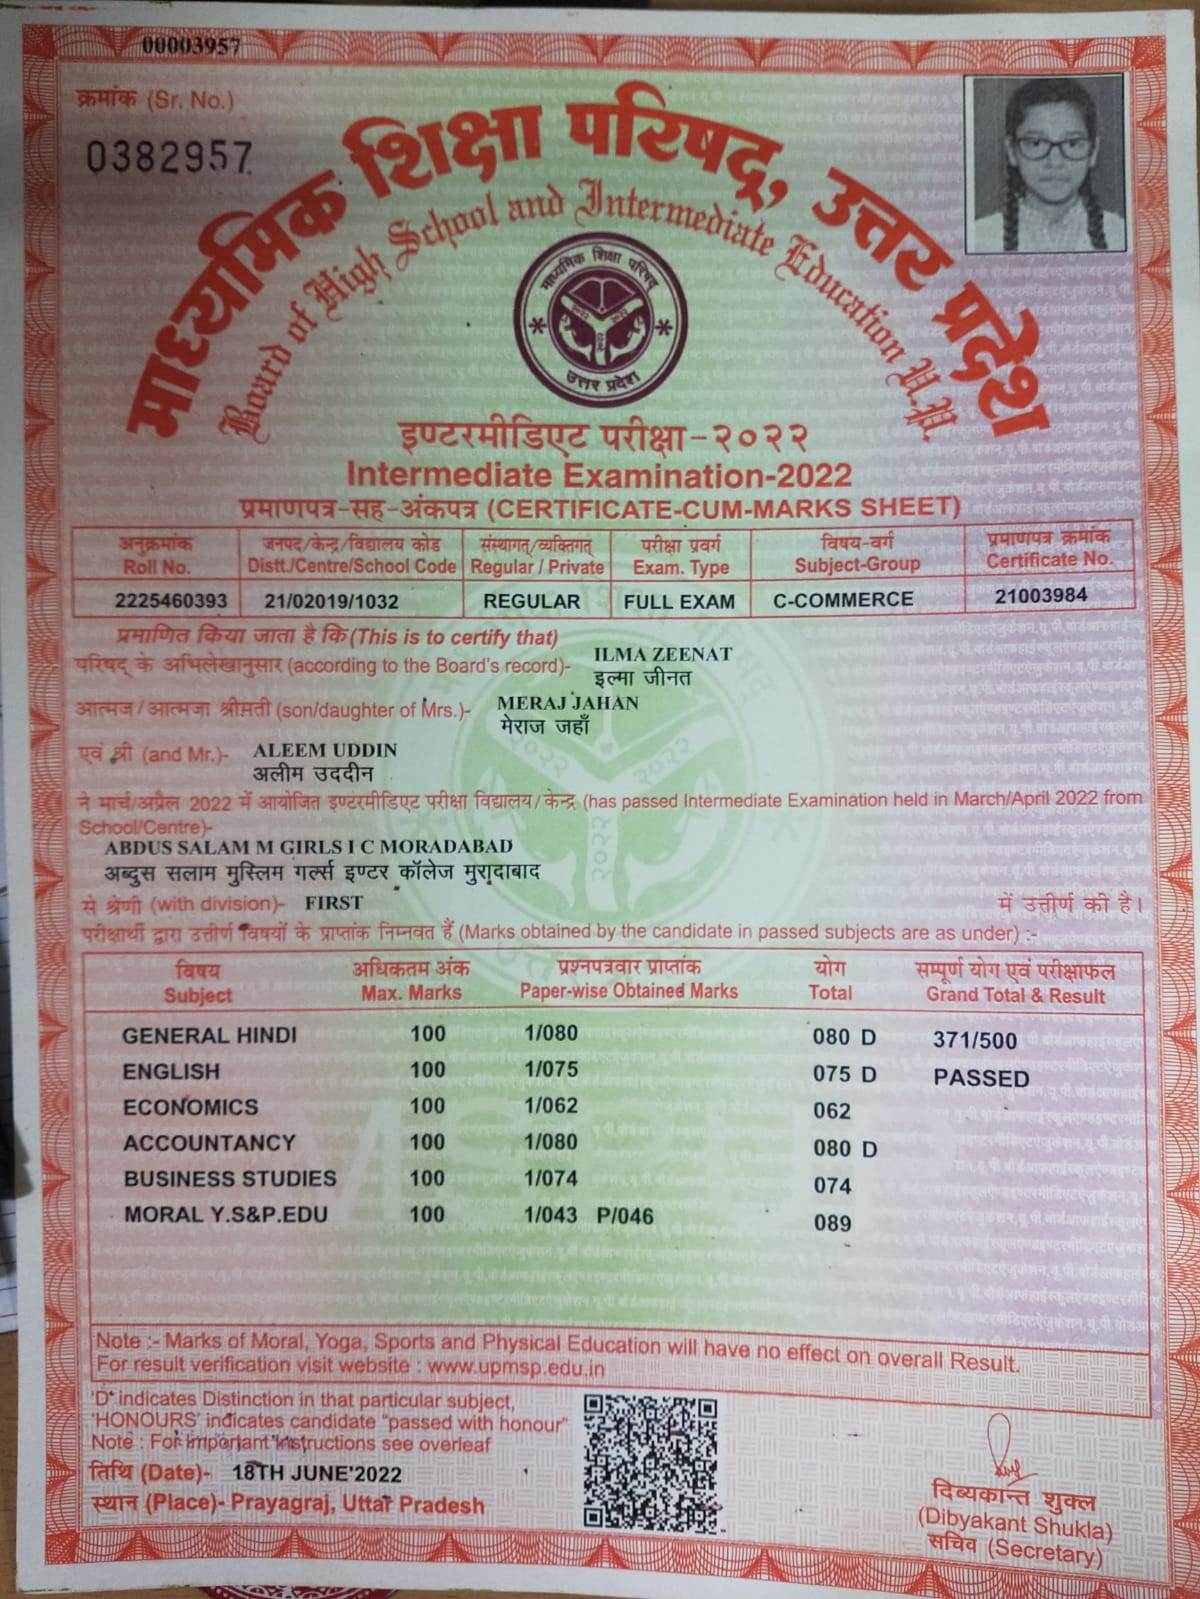 00003957
क्रमांक (Sr. No.)
0382957
माध्यमिक शिक्षा परिषद्, उत्तर प्रदेश
Board of High School and Intermediate Education U.P.
माध्यमिक शिक्षा परिषद्
उत्तर प्रदेश
इण्टरमीडिएट परीक्षा-२०२२
Intermediate Examination-2022
प्रमाणपत्र-सह-अंकपत्र (CERTIFICATE-CUM-MARKS SHEET)
अनुक्रमांक जनपद/केन्द्र/विद्यालय कोड संस्थागत्/व्यक्तिगत् परीक्षा प्रवर्ग विषय-वर्ग प्रमाणपत्र क्रमांक
Roll No. Distt./Centre/School Code Regular / Private Exam. Type Subject-Group Certificate No.
2225460393 21/02019/1032 REGULAR FULL EXAM C-COMMERCE 21003984
प्रमाणित किया जाता है कि (This is to certify that)
परिषद् के अभिलेखानुसार (according to the Board's record)- ILMA ZEENAT
इल्मा जीनत
आत्मज/आत्मजा श्रीमती (son/daughter of Mrs.)- MERAJ JAHAN
मेराज जहाँ
एवं श्री (and Mr.)- ALEEM UDDIN
अलीम उददीन
ने मार्च/अप्रैल 2022 में आयोजित इण्टरमीडिएट परीक्षा विद्यालय/केन्द्र (has passed Intermediate Examination held in March/April 2022 from
School/Centre)-
ABDUS SALAM M GIRLS I C MORADABAD
अब्दुस सलाम मुस्लिम गर्ल्स इण्टर कॉलेज मुरादाबाद
से श्रेणी (with division)- FIRST में उत्तीर्ण की है।
परीक्षार्थी द्वारा उत्तीर्ण विषयों के प्राप्तांक निम्नवत हैं (Marks obtained by the candidate in passed subjects are as under) :-
विषय अधिकतम अंक प्रश्नपत्रवार प्राप्तांक योग सम्पूर्ण योग एवं परीक्षाफल
Subject Max. Marks Paper-wise Obtained Marks Total Grand Total & Result
GENERAL HINDI 100 1/080 080 D 371/500
ENGLISH 100 1/075 075 D PASSED
ECONOMICS 100 1/062 062
ACCOUNTANCY 100 1/080 080 D
BUSINESS STUDIES 100 1/074 074
MORAL Y.S&P.EDU 100 1/043 P/046 089
Note :- Marks of Moral, Yoga, Sports and Physical Education will have no effect on overall Result.
For result verification visit website : www.upmsp.edu.in
'D' indicates Distinction in that particular subject,
'HONOURS' indicates candidate "passed with honour"
Note : For important instructions see overleaf
तिथि (Date)- 18TH JUNE'2022
स्थान (Place)- Prayagraj, Uttar Pradesh
दिब्यकान्त शुक्ल
(Dibyakant Shukla)
सचिव (Secretary)